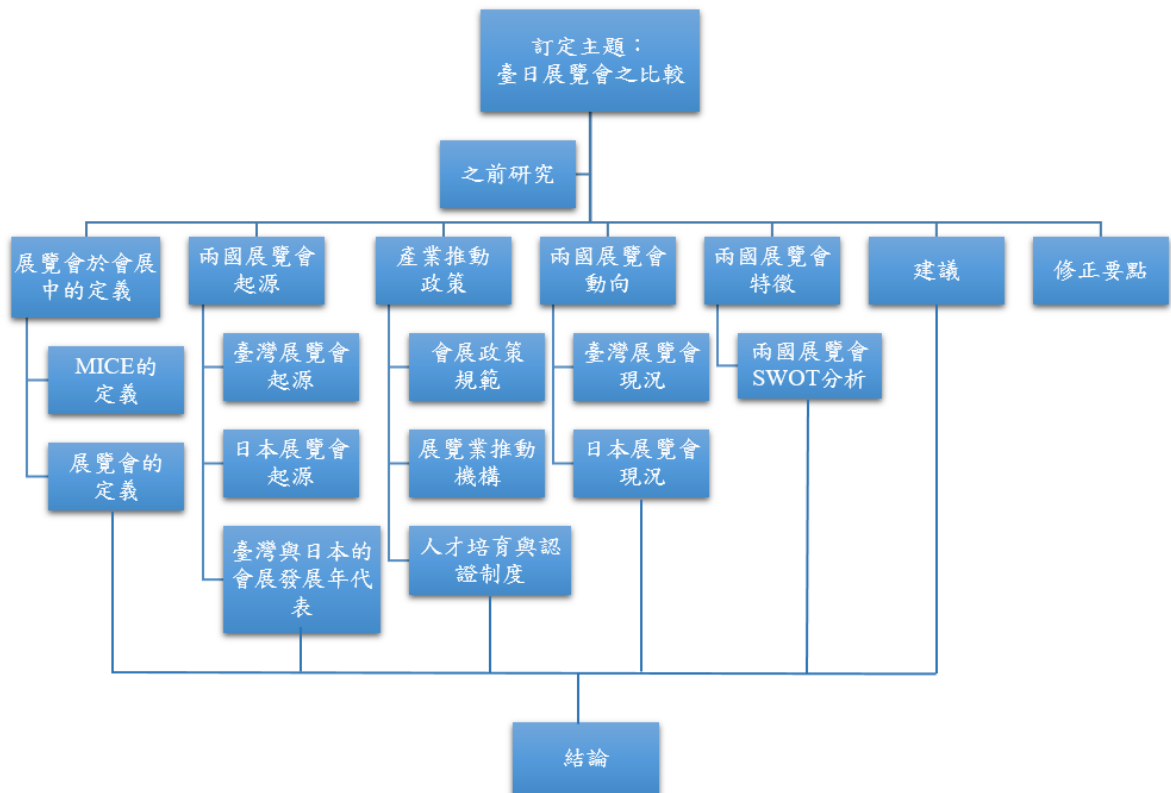 訂定主題：
臺日展覽會之比較
之前研究
展覽會於會展
中的定義
兩國展覽會
起源
產業推動
政策
兩國展覽會
動向
兩國展覽會
特徵
建議
修正要點
MICE的
定義
臺灣展覽會
起源
會展政策
規範
臺灣展覽會
現況
兩國展覽會
SWOT分析
展覽會的
定義
日本展覽會
起源
展覽業推動
機構
日本展覽會
現況
臺灣與日本的
會展發展年代
表
人才培育與認
證制度
結論